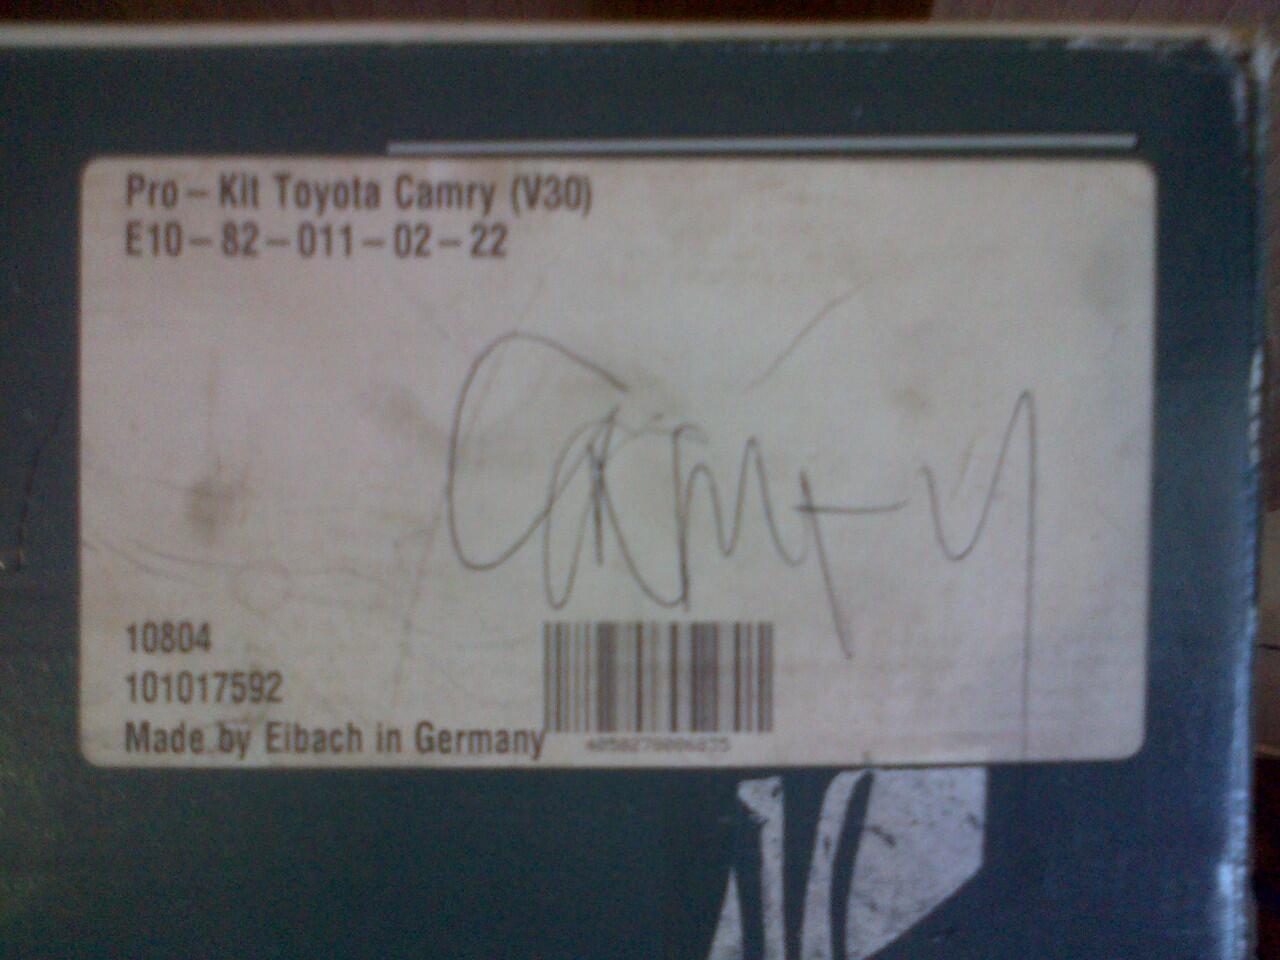 Pro-Kit Toyota Camry (V30)
E10-82-011-02-22
Camry
10804
101017592
Made by Eibach in Germany